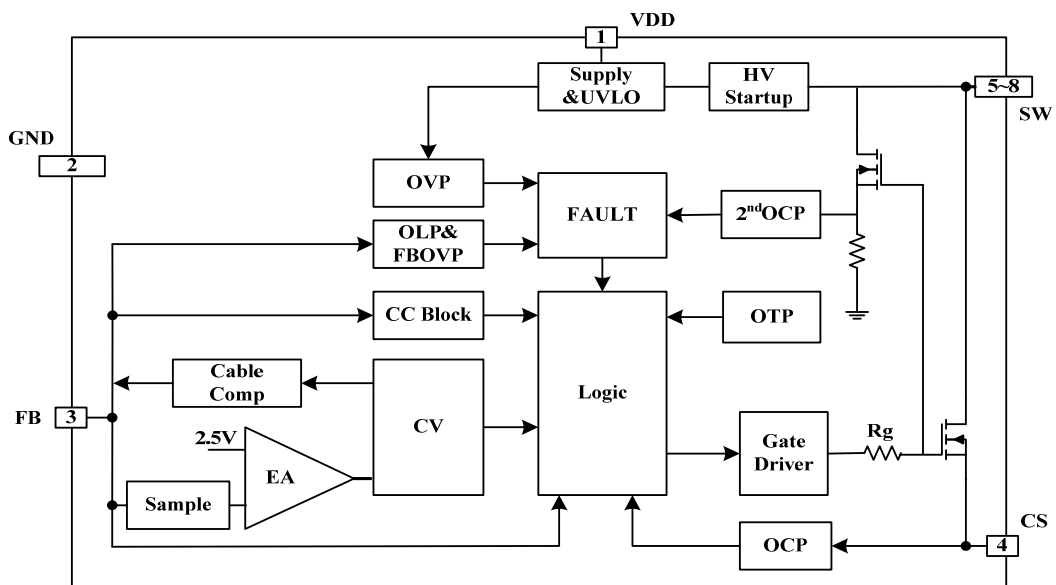 VDD
1
Supply
&UVLO
HV
Startup
5~8
SW
GND
2
OVP
FAULT
2ndOCP
OLP&
FBOVP
CC Block
OTP
Cable
Comp
Logic
FB
3
CV
2.5V
EA
Gate
Driver
Rg
Sample
CS
OCP
4